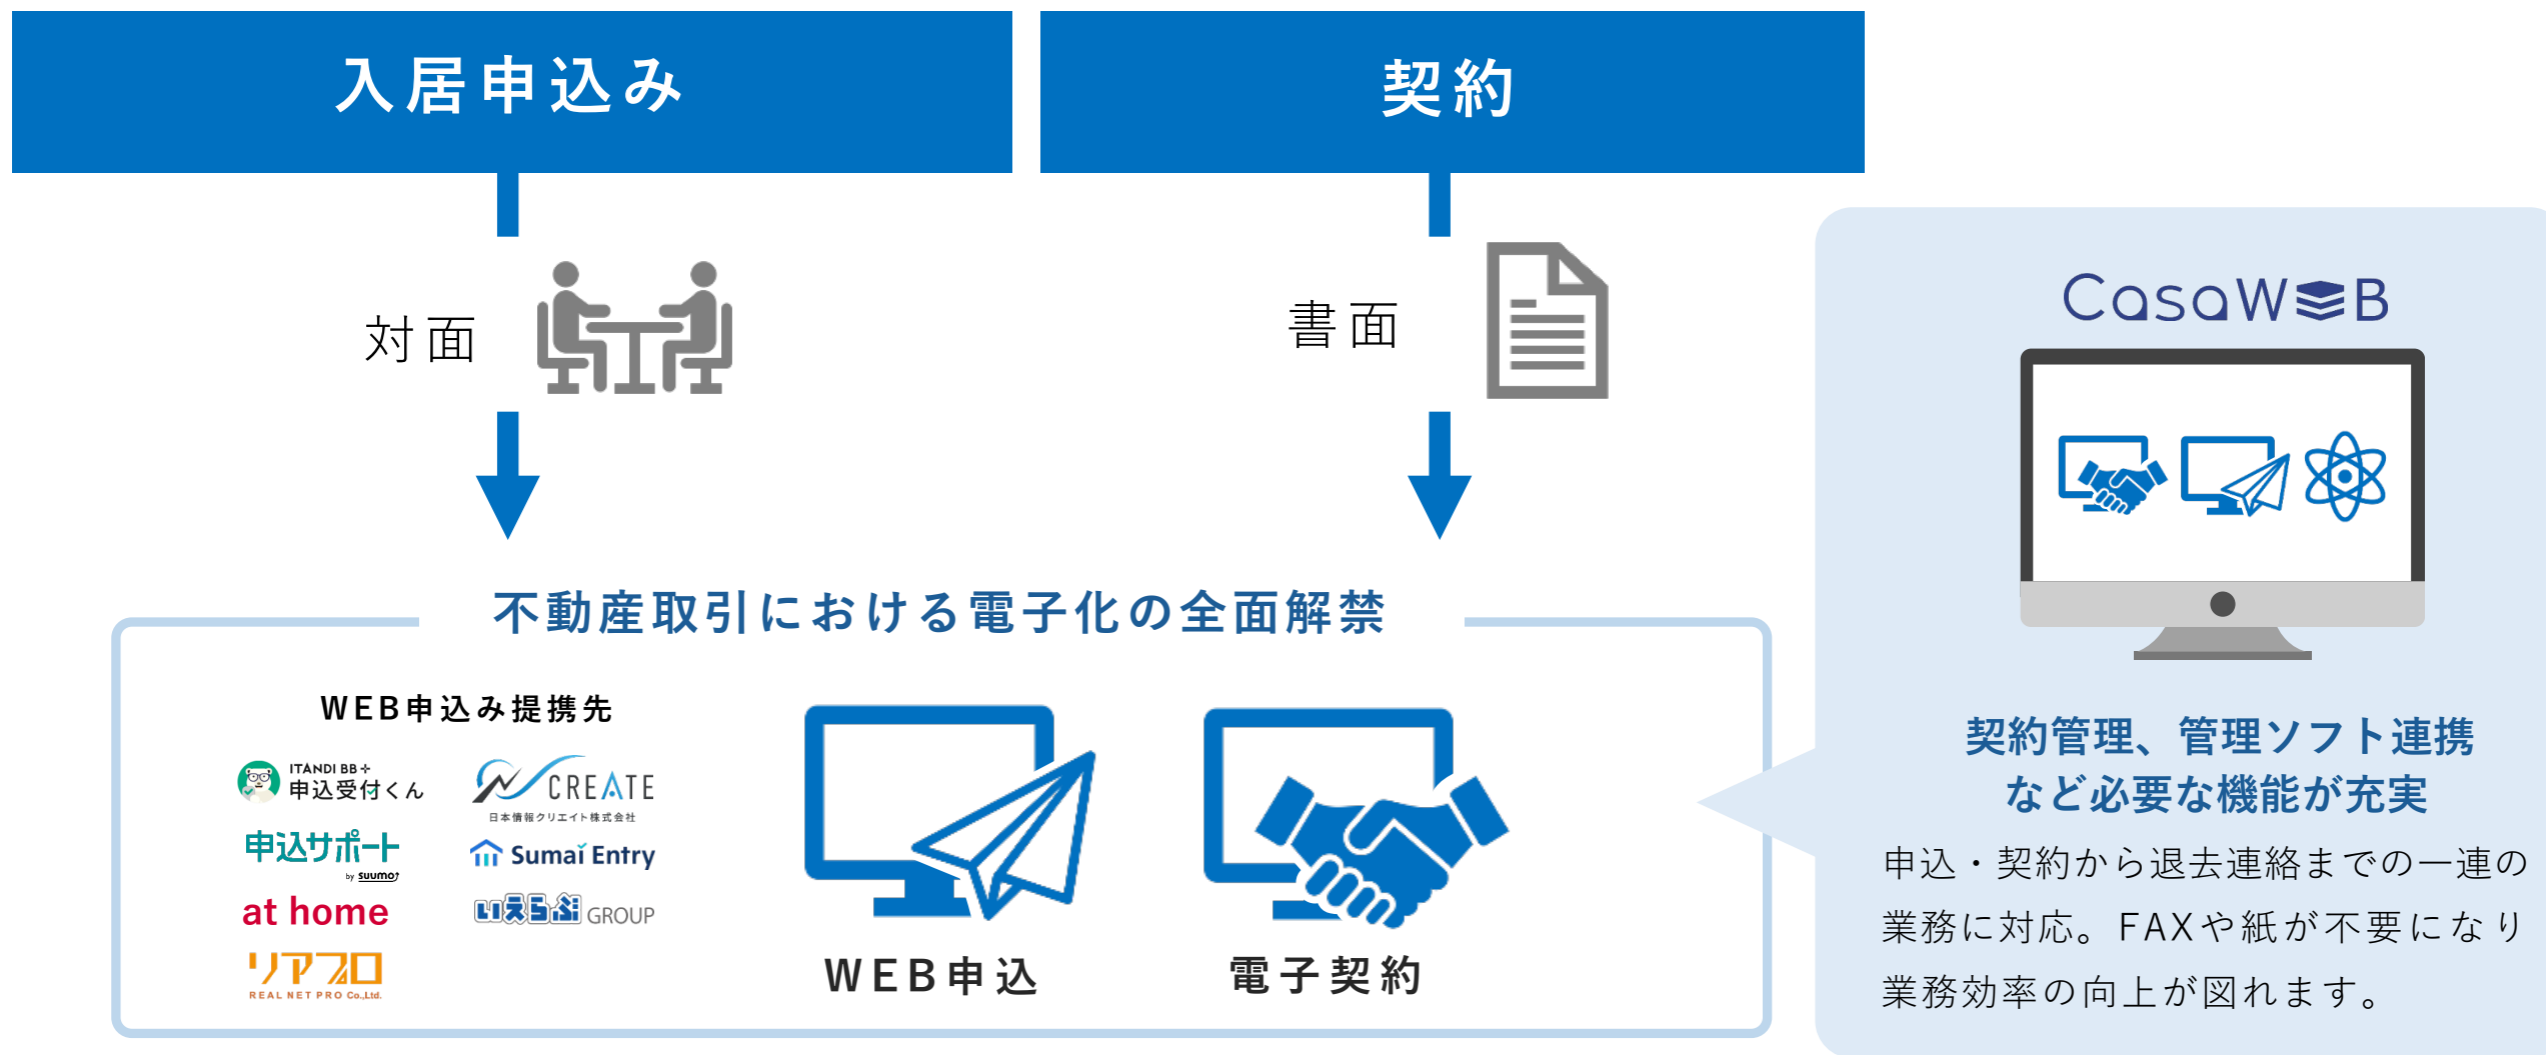 入居申込み
契約
対面
書面
不動産取引における電子化の全面解禁
WEB申込み提携先
ITANDI BB+
申込受付くん
CREATE
日本情報クリエイト株式会社
申込サポート
by suumo
Sumai Entry
at home
いえらぶ GROUP
リアプロ
REAL NET PRO Co.,Ltd.
WEB申込
電子契約
CasaWEB
契約管理、管理ソフト連携
など必要な機能が充実
申込・契約から退去連絡までの一連の
業務に対応。FAXや紙が不要になり
業務効率の向上が図れます。